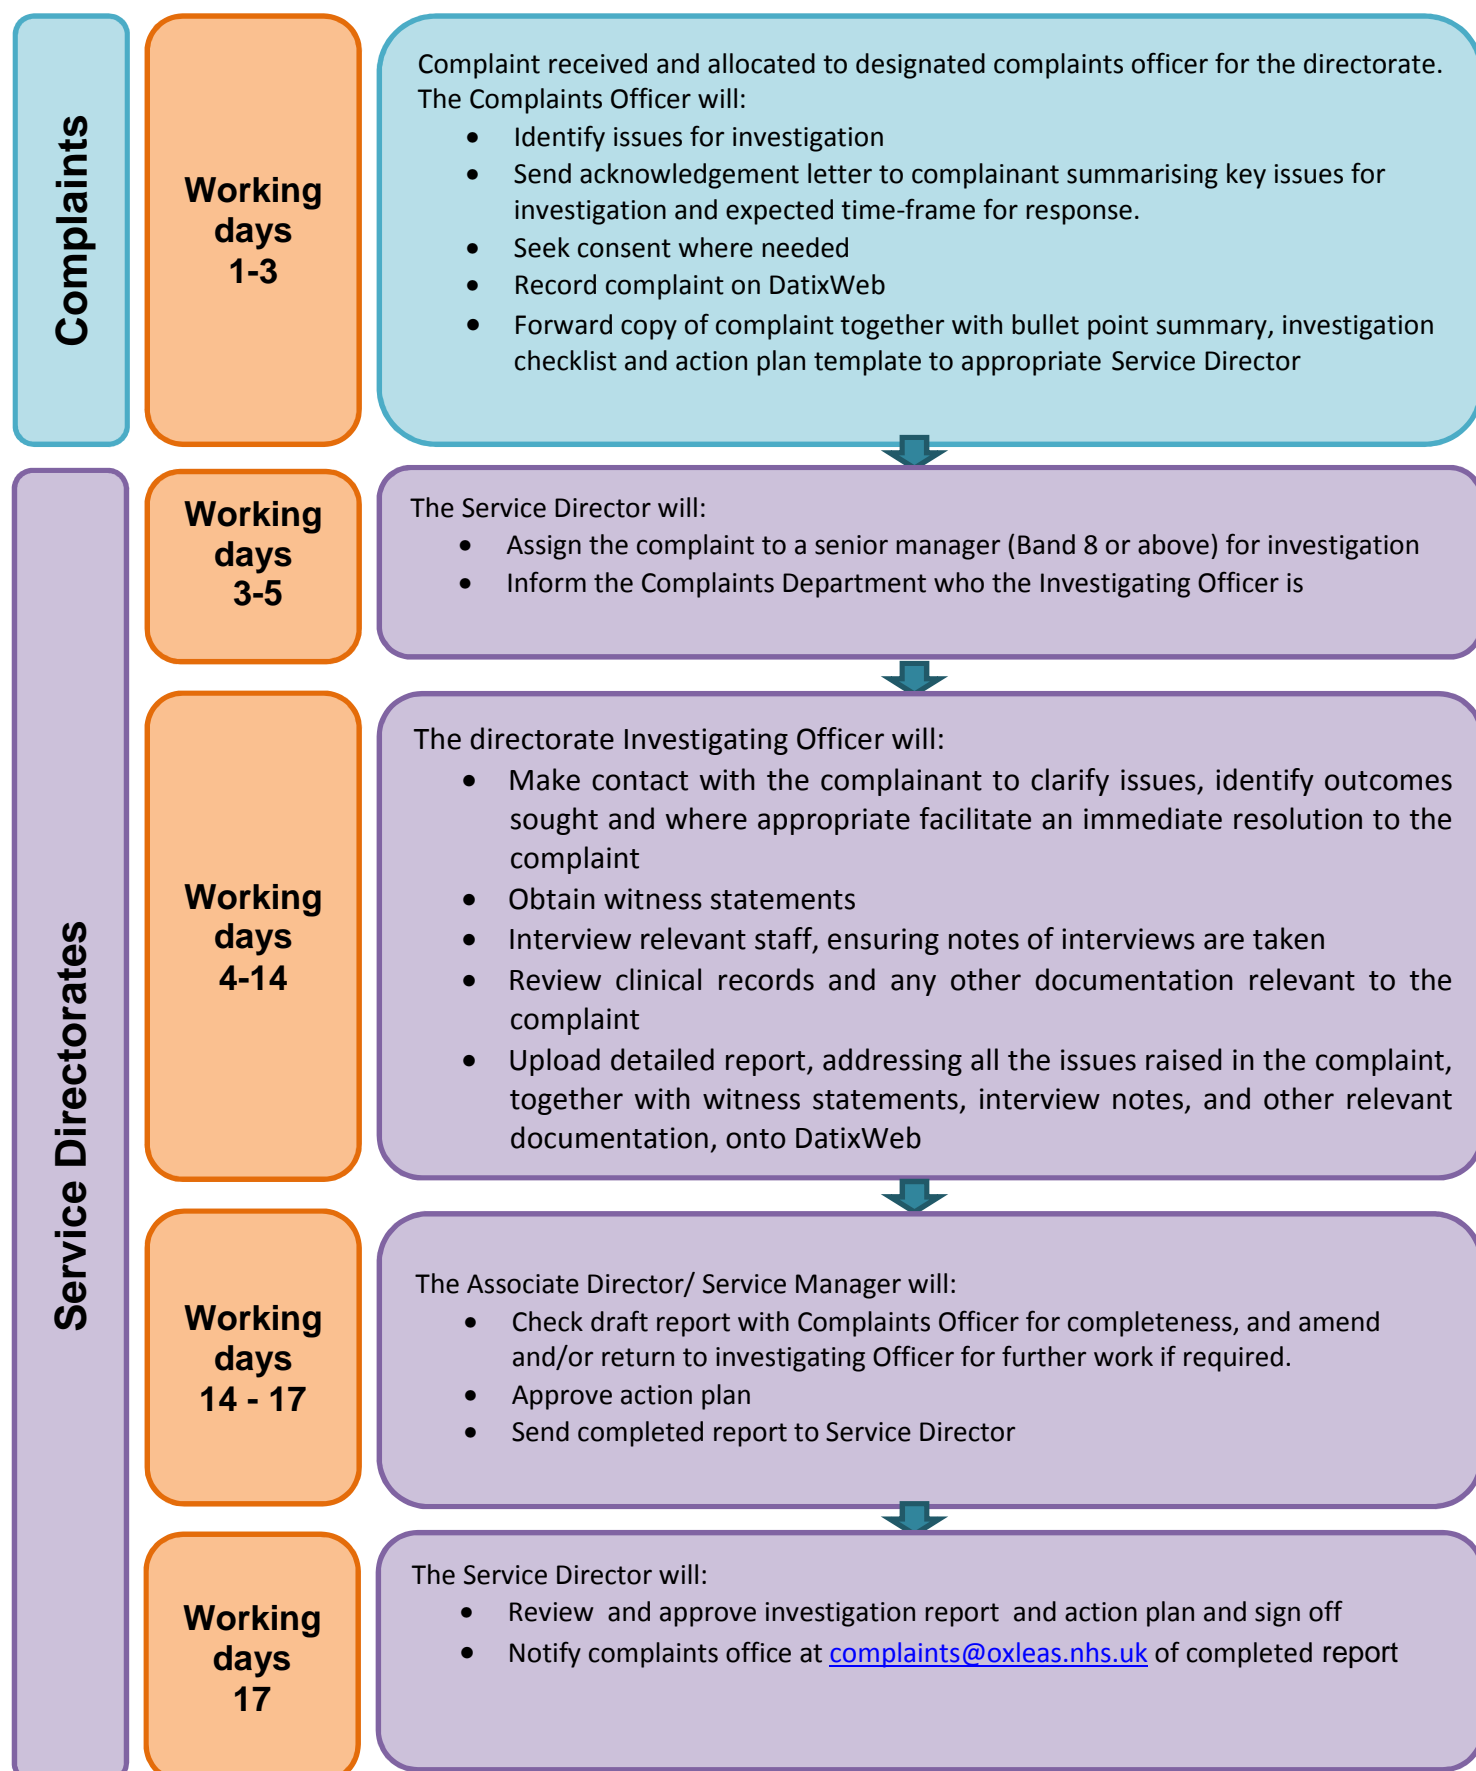 Complaints
Working
days
1-3
Complaint received and allocated to designated complaints officer for the directorate.
The Complaints Officer will:
• Identify issues for investigation
• Send acknowledgement letter to complainant summarising key issues for
investigation and expected time-frame for response.
• Seek consent where needed
• Record complaint on DatixWeb
• Forward copy of complaint together with bullet point summary, investigation
checklist and action plan template to appropriate Service Director
Service Directorates
Working
days
3-5
The Service Director will:
• Assign the complaint to a senior manager (Band 8 or above) for investigation
• Inform the Complaints Department who the Investigating Officer is
Working
days
4-14
The directorate Investigating Officer will:
• Make contact with the complainant to clarify issues, identify outcomes
sought and where appropriate facilitate an immediate resolution to the
complaint
• Obtain witness statements
• Interview relevant staff, ensuring notes of interviews are taken
• Review clinical records and any other documentation relevant to the
complaint
• Upload detailed report, addressing all the issues raised in the complaint,
together with witness statements, interview notes, and other relevant
documentation, onto DatixWeb
Working
days
14 - 17
The Associate Director/ Service Manager will:
• Check draft report with Complaints Officer for completeness, and amend
and/or return to investigating Officer for further work if required.
• Approve action plan
• Send completed report to Service Director
Working
days
17
The Service Director will:
• Review and approve investigation report and action plan and sign off
• Notify complaints office at complaints@oxleas.nhs.uk of completed report